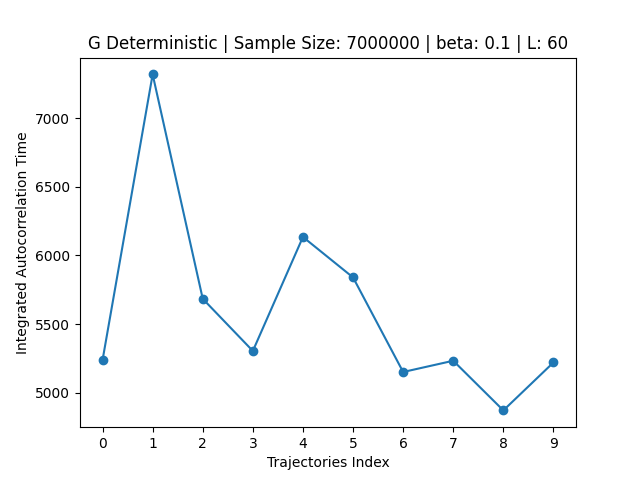 G Deterministic | Sample Size: 7000000 | beta: 0.1 | L: 60
Integrated Autocorrelation Time
7000
6500
6000
5500
5000
0 1 2 3 4 5 6 7 8 9
Trajectories Index